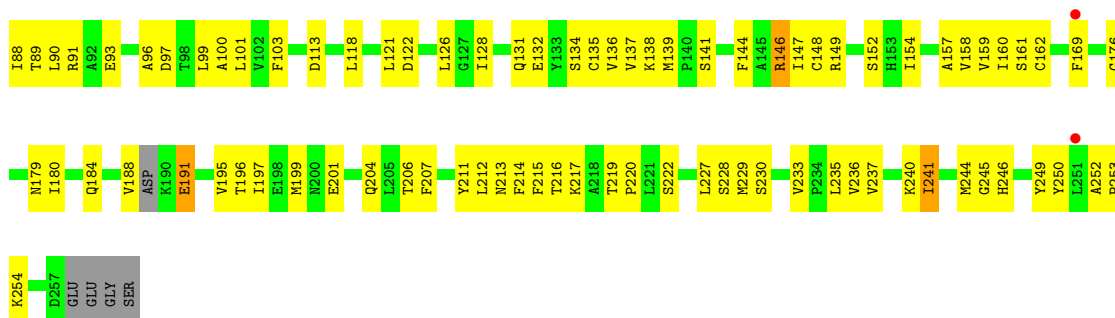 I88 T89 L90 R91 A92 E93 A96 D97 T98 L99 A100 L101 V102 F103 D113 L118 L121 D122 L126 G127 I128 Q131 E132 Y133 S134 C135 V136 V137 K138 M139 P140 S141 F144 A145 R146 I147 C148 R149 S152 H153 I154 A157 V158 V159 I160 S161 C162 F169
N179 I180 Q184 V188 ASP K190 E191 V195 T196 I197 E198 M199 N200 E201 Q204 L205 T206 F207 Y211 L212 N213 F214 F215 T216 K217 A218 T219 P220 L221 S222 L227 S228 M229 S230 V233 P234 L235 V236 V237 K240 I241 M244 G245 H246 Y249 Y250 L251 A252
K254 D257 GLU GLU GLY SER